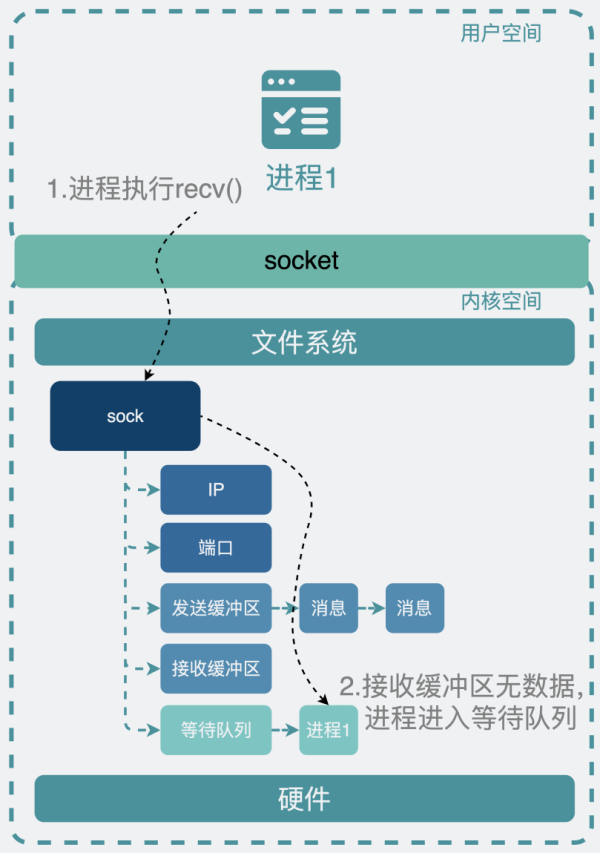 用户空间
进程1
1.进程执行recv()
socket
内核空间
文件系统
sock
IP
端口
发送缓冲区
消息
消息
接收缓冲区
2.接收缓冲区无数据,
进程进入等待队列
等待队列
进程1
硬件